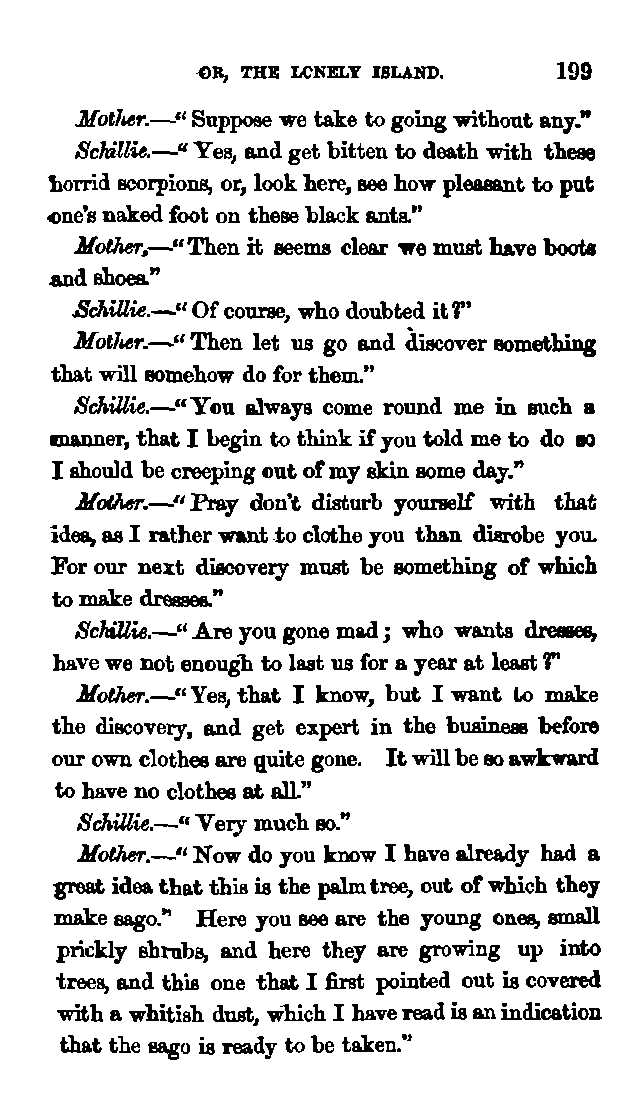 OR, THE LONELY ISLAND. 199
Mother.—“Suppose we take to going without any.”
Schillie.—“Yes, and get bitten to death with these
horrid scorpions, or, look here, see how pleasant to put
one's naked foot on these black ants.”
Mother,—“Then it seems clear we must have boots
and shoes.”
Schillie.—“Of course, who doubted it?”
Mother.—“Then let us go and discover something
that will somehow do for them.”
Schillie.—“You always come round me in such a
manner, that I begin to think if you told me to do so
I should be creeping out of my skin some day.”
Mother.—“Pray don't disturb yourself with that
idea, as I rather want to clothe you than disrobe you.
For our next discovery must be something of which
to make dresses.”
Schillie.—“Are you gone mad; who wants dresses,
have we not enough to last us for a year at least?”
Mother.—“Yes, that I know, but I want to make
the discovery, and get expert in the business before
our own clothes are quite gone. It will be so awkward
to have no clothes at all.”
Schillie.—“Very much so.”
Mother.—“Now do you know I have already had a
great idea that this is the palm tree, out of which they
make sago.” Here you see are the young ones, small
prickly shrubs, and here they are growing up into
trees, and this one that I first pointed out is covered
with a whitish dust, which I have read is an indication
that the sago is ready to be taken.”